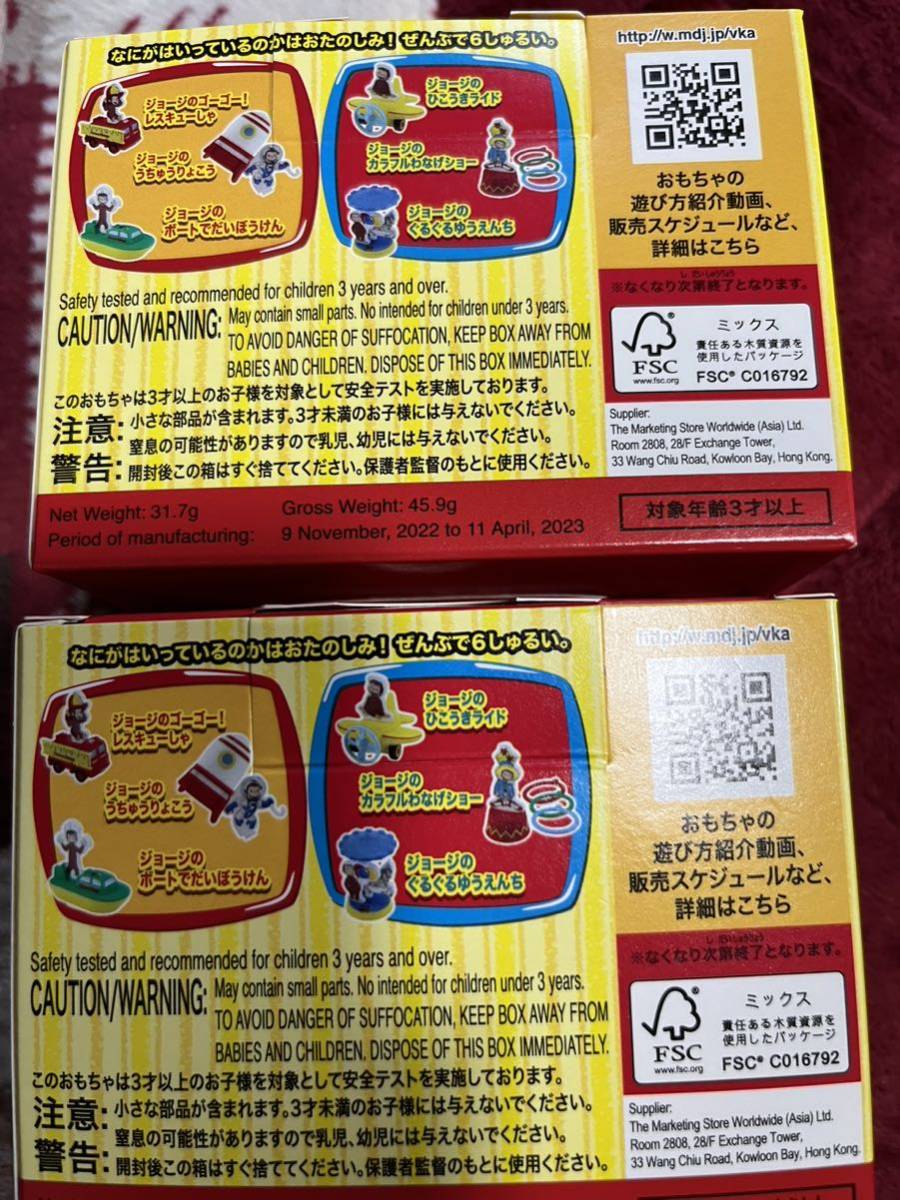 なにがはいっているのかはおたのしみ！ぜんぶで6しゅるい。
ジョージのゴーゴー！
レスキューしゃ
ジョージの
うちゅうりょこう
ジョージの
ボートでだいぼうけん
ジョージの
ひこうきライド
ジョージの
カラフルわなげショー
ジョージの
ぐるぐるゆうえんち
http://w.mdj.jp/vka
おもちゃの
遊び方紹介動画、
販売スケジュールなど、
詳細はこちら
※なくなり次第終了となります。
FSC
www.fsc.org
ミックス
責任ある木質資源を
使用したパッケージ
FSC® C016792
Safety tested and recommended for children 3 years and over.
CAUTION/WARNING: May contain small parts. No intended for children under 3 years.
TO AVOID DANGER OF SUFFOCATION, KEEP BOX AWAY FROM
BABIES AND CHILDREN. DISPOSE OF THIS BOX IMMEDIATELY.
このおもちゃは3才以上のお子様を対象として安全テストを実施しております。
注意: 小さな部品が含まれます。3才未満のお子様には与えないでください。
窒息の可能性がありますので乳児、幼児には与えないでください。
警告: 開封後この箱はすぐ捨ててください。保護者監督のもとに使用ください。
Supplier:
The Marketing Store Worldwide (Asia) Ltd.
Room 2808, 28/F Exchange Tower,
33 Wang Chiu Road, Kowloon Bay, Hong Kong.
Net Weight: 31.7g Gross Weight: 45.9g
Period of manufacturing: 9 November, 2022 to 11 April, 2023
対象年齢3才以上
なにがはいっているのかはおたのしみ！ぜんぶで6しゅるい。
ジョージのゴーゴー！
レスキューしゃ
ジョージの
うちゅうりょこう
ジョージの
ボートでだいぼうけん
ジョージの
ひこうきライド
ジョージの
カラフルわなげショー
ジョージの
ぐるぐるゆうえんち
http://w.mdj.jp/vka
おもちゃの
遊び方紹介動画、
販売スケジュールなど、
詳細はこちら
※なくなり次第終了となります。
FSC
www.fsc.org
ミックス
責任ある木質資源を
使用したパッケージ
FSC® C016792
Safety tested and recommended for children 3 years and over.
CAUTION/WARNING: May contain small parts. No intended for children under 3 years.
TO AVOID DANGER OF SUFFOCATION, KEEP BOX AWAY FROM
BABIES AND CHILDREN. DISPOSE OF THIS BOX IMMEDIATELY.
このおもちゃは3才以上のお子様を対象として安全テストを実施しております。
注意: 小さな部品が含まれます。3才未満のお子様には与えないでください。
窒息の可能性がありますので乳児、幼児には与えないでください。
警告: 開封後この箱はすぐ捨ててください。保護者監督のもとに使用ください。
Supplier:
The Marketing Store Worldwide (Asia) Ltd.
Room 2808, 28/F Exchange Tower,
33 Wang Chiu Road, Kowloon Bay, Hong Kong.